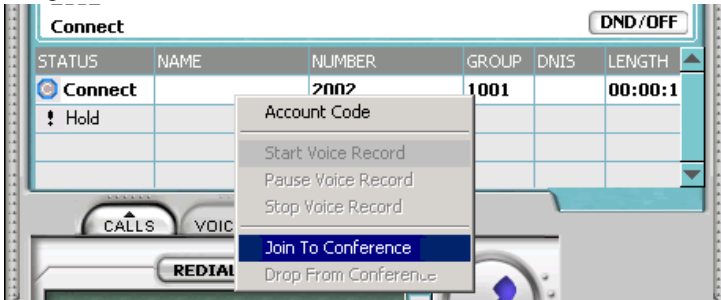 Connect DND/OFF
STATUS NAME NUMBER GROUP DNIS LENGTH
Connect 2002 1001 00:00:1
! Hold
Account Code
Start Voice Record
Pause Voice Record
Stop Voice Record
CALLS VOIC
Join To Conference
REDIAL
Drop From Conference